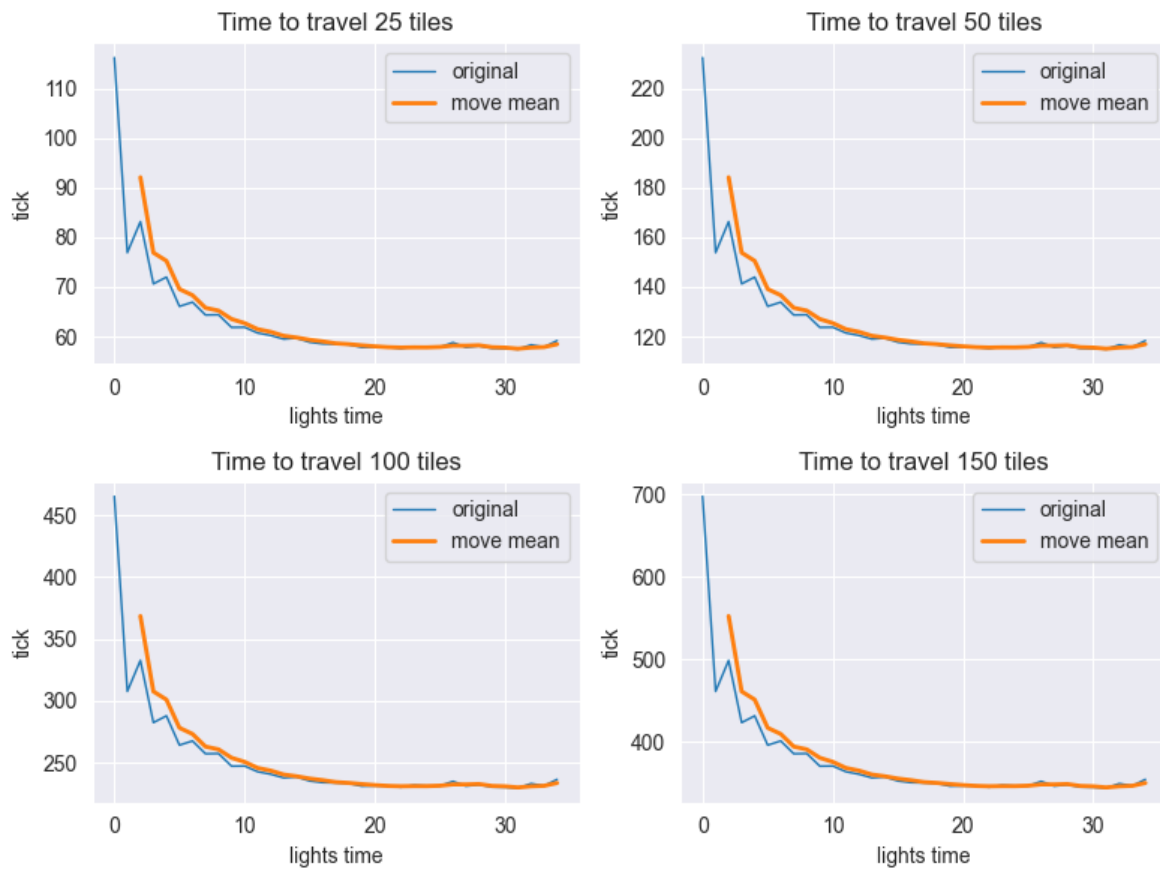 Time to travel 25 tiles
original
move mean
110
100
90
80
70
60
tick
0
10
20
30
lights time
Time to travel 50 tiles
original
move mean
220
200
180
160
140
120
tick
0
10
20
30
lights time
Time to travel 100 tiles
original
move mean
450
400
350
300
250
tick
0
10
20
30
lights time
Time to travel 150 tiles
original
move mean
700
600
500
400
tick
0
10
20
30
lights time